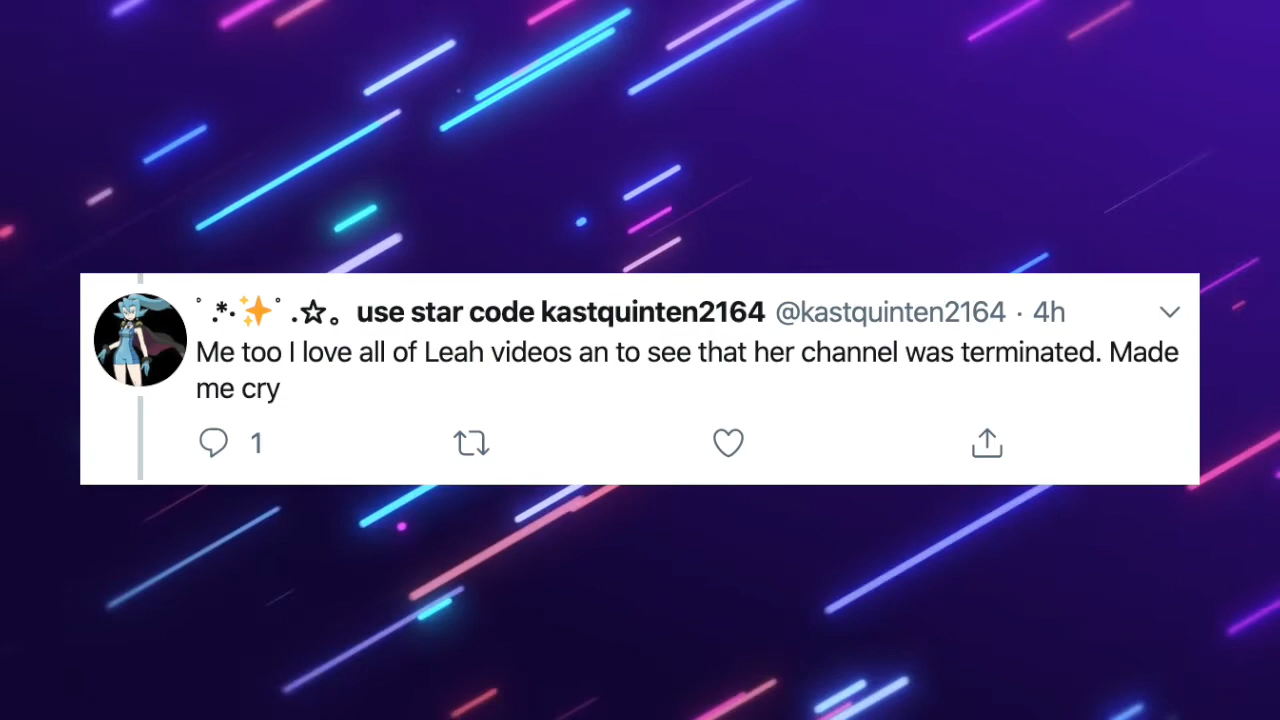 ˚ .*·✨˚ .☆。 use star code kastquinten2164 @kastquinten2164 · 4h
Me too I love all of Leah videos an to see that her channel was terminated. Made
me cry
1